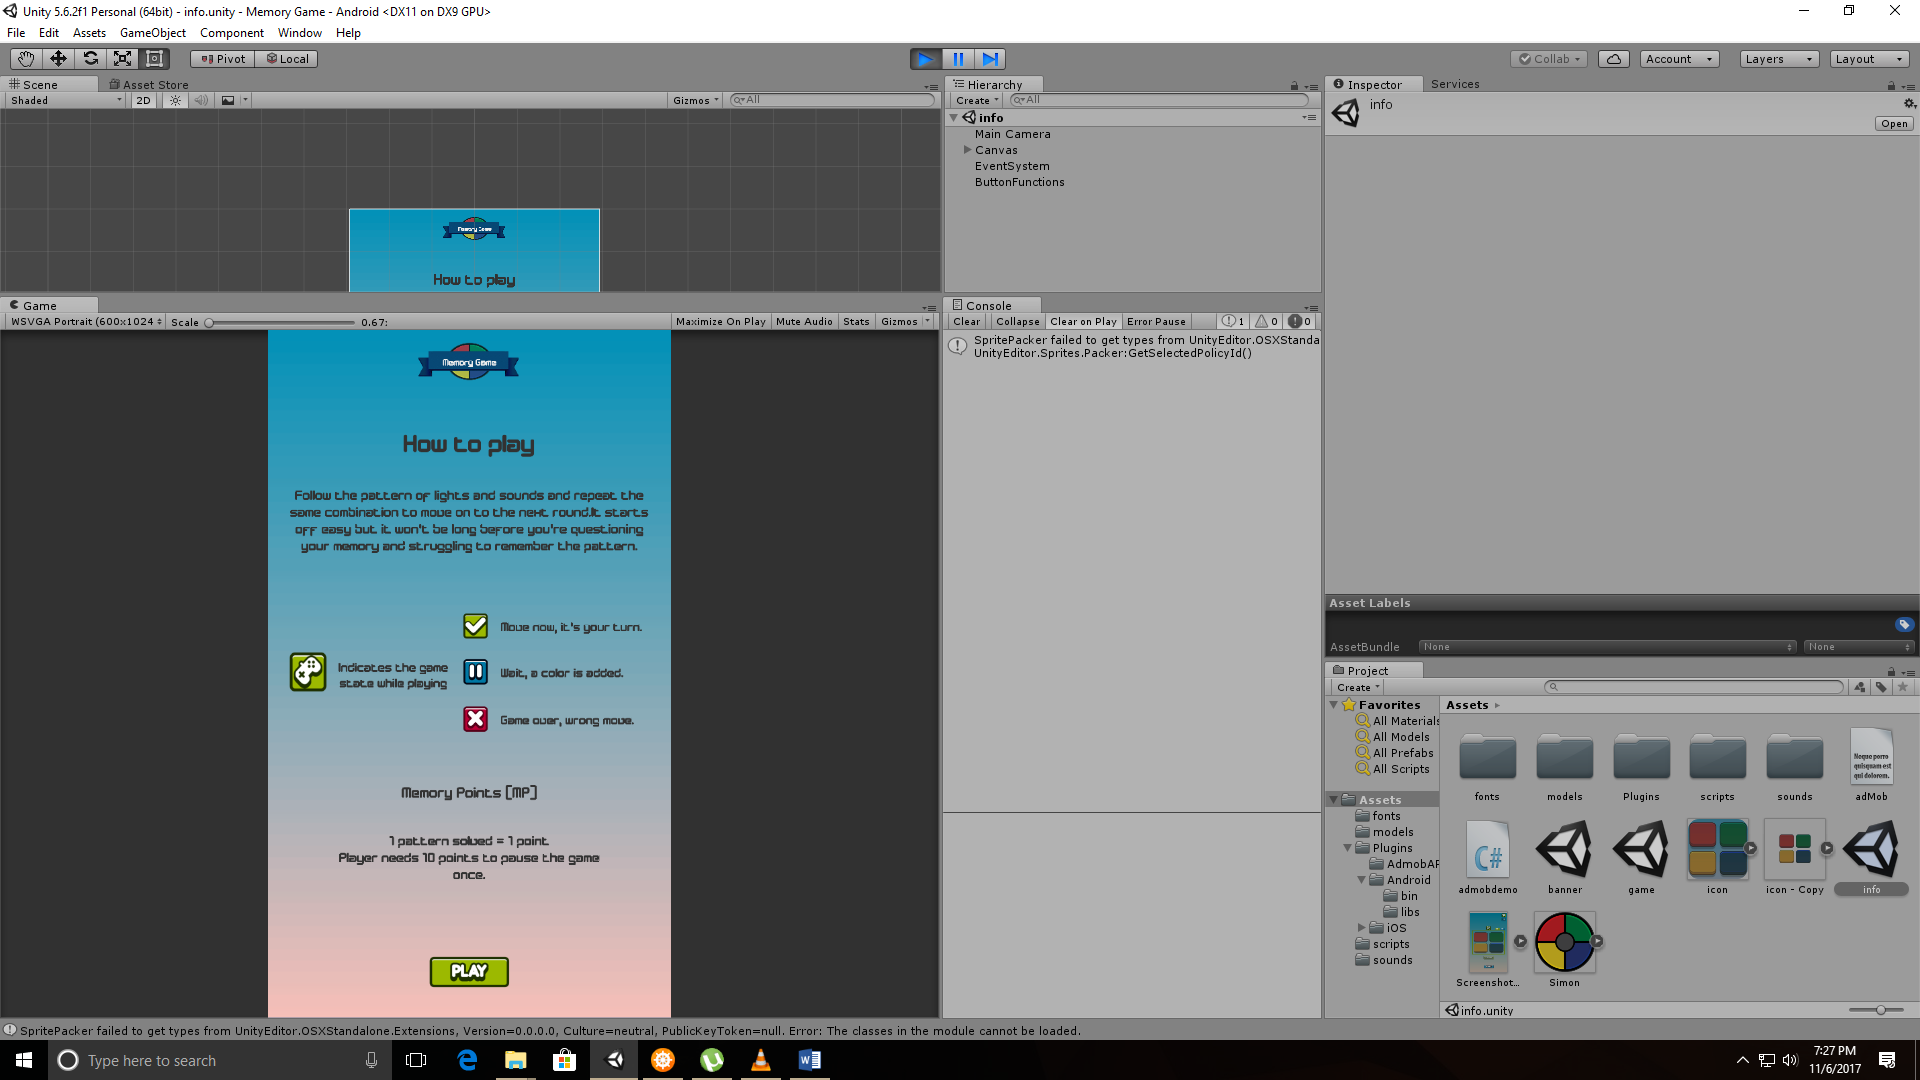 Unity 5.6.2f1 Personal (64bit) - info.unity - Memory Game - Android <DX11 on DX9 GPU>
File Edit Assets GameObject Component Window Help
Pivot Local
Collab Account Layers Layout
Scene Asset Store
Shaded 2D Gizmos All
Memory Game
How to play
Game
WSVGA Portrait (600x1024 Scale 0.67: Maximize On Play Mute Audio Stats Gizmos
Memory Game
How to play
Follow the pattern of lights and sounds and repeat the
same combination to move on to the next round.It starts
off easy but it won't be long before you're questioning
your memory and struggling to remember the pattern.
Move now, it's your turn.
Indicates the game
state while playing
Wait, a color is added.
Game over, wrong move.
Memory Points [MP]
1 pattern solved = 1 point
Player needs 10 points to pause the game
once.
PLAY
Hierarchy
Create All
info
Main Camera
Canvas
EventSystem
ButtonFunctions
Console
Clear Collapse Clear on Play Error Pause 1 0 0
SpritePacker failed to get types from UnityEditor.OSXStanda
UnityEditor.Sprites.Packer:GetSelectedPolicyId()
Inspector Services
info
Open
Asset Labels
AssetBundle None None
Project
Create
Favorites
All Materials
All Models
All Prefabs
All Scripts
Assets
fonts
models
Plugins
AdmobAP
Android
bin
libs
iOS
scripts
sounds
Assets
Neque porro
quisquam est
qui dolorem.
fonts models Plugins scripts sounds adMob
C#
admobdemo banner game icon icon - Copy info
Screenshot... Simon
info.unity
SpritePacker failed to get types from UnityEditor.OSXStandalone.Extensions, Version=0.0.0.0, Culture=neutral, PublicKeyToken=null. Error: The classes in the module cannot be loaded.
Type here to search
7:27 PM
11/6/2017